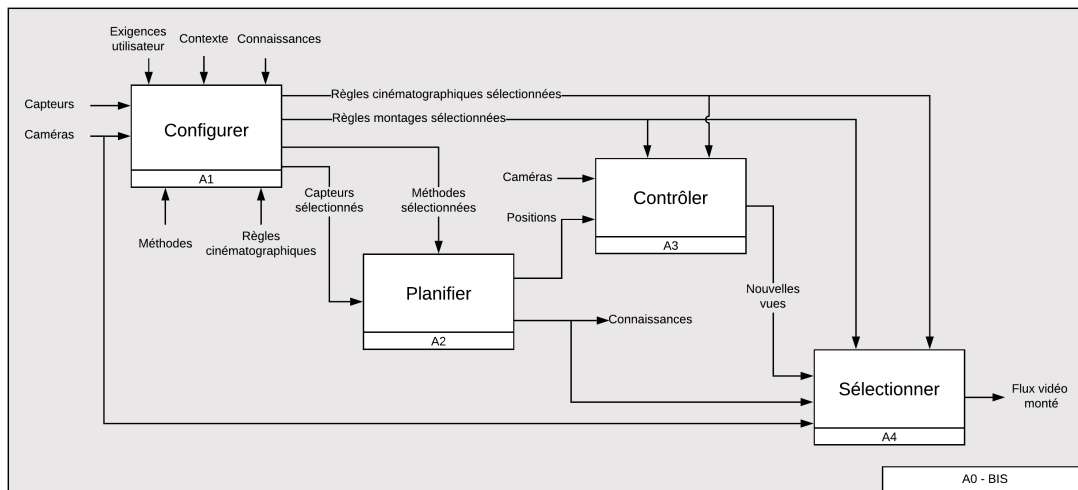 Exigences
utilisateur
Contexte
Connaissances
Capteurs
Caméras
Configurer
A1
Méthodes
Règles
cinématographiques
Règles cinématographiques sélectionnées
Règles montages sélectionnées
Capteurs
sélectionnés
Méthodes
sélectionnées
Caméras
Positions
Contrôler
A3
Planifier
A2
Connaissances
Nouvelles
vues
Sélectionner
A4
Flux vidéo
monté
A0 - BIS